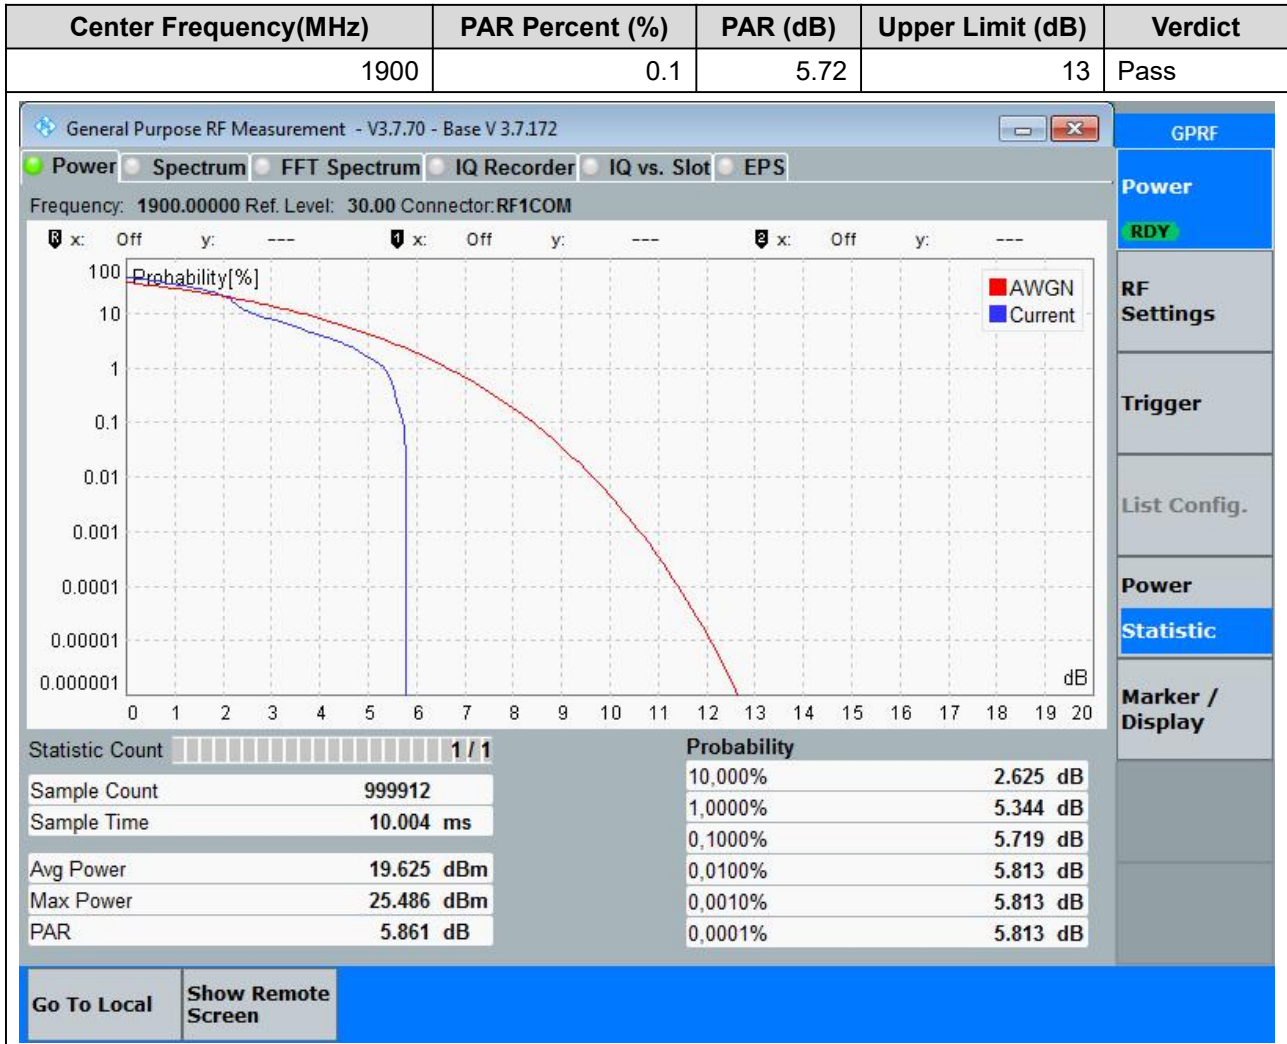 Center Frequency(MHz) PAR Percent (%) PAR (dB) Upper Limit (dB) Verdict
1900 0.1 5.72 13 Pass
General Purpose RF Measurement - V3.7.70 - Base V 3.7.172
GPRF
Power Spectrum FFT Spectrum IQ Recorder IQ vs. Slot EPS
Frequency: 1900.00000 Ref. Level: 30.00 Connector: RF1COM
R x: Off y: --- 1 x: Off y: --- 2 x: Off y: ---
Probability[%]
AWGN
Current
100
10
1
0.1
0.01
0.001
0.0001
0.00001
0.000001
dB
0 1 2 3 4 5 6 7 8 9 10 11 12 13 14 15 16 17 18 19 20
Statistic Count 1 / 1
Sample Count 999912
Sample Time 10.004 ms
Avg Power 19.625 dBm
Max Power 25.486 dBm
PAR 5.861 dB
Probability
10,000% 2.625 dB
1,0000% 5.344 dB
0,1000% 5.719 dB
0,0100% 5.813 dB
0,0010% 5.813 dB
0,0001% 5.813 dB
Power
RDY
RF
Settings
Trigger
List Config.
Power
Statistic
Marker /
Display
Go To Local
Show Remote
Screen